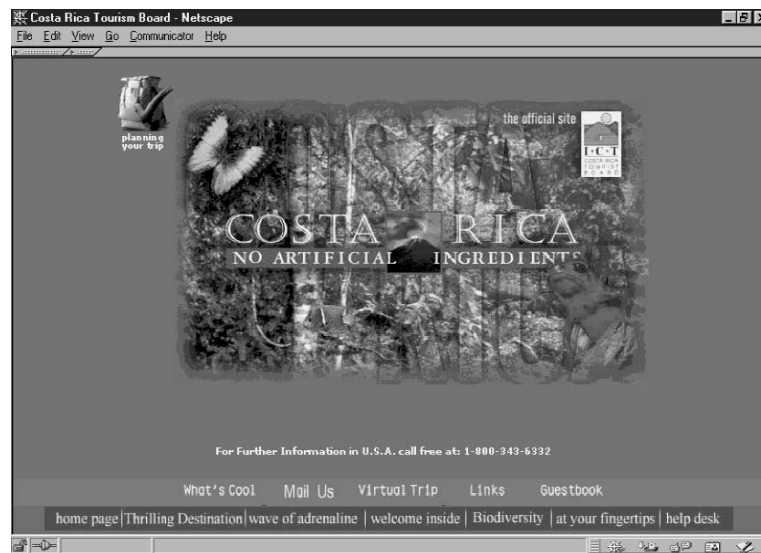 Costa Rica Tourism Board - Netscape
File Edit View Go Communicator Help
planning
your trip
the official site
I·C·T
COSTA RICA
TOURIST
BOARD
COSTA RICA
NO ARTIFICIAL INGREDIENTS
For Further Information in U.S.A. call free at: 1-800-343-6332
What's Cool Mail Us Virtual Trip Links Guestbook
home page | Thrilling Destination | wave of adrenaline | welcome inside | Biodiversity | at your fingertips | help desk